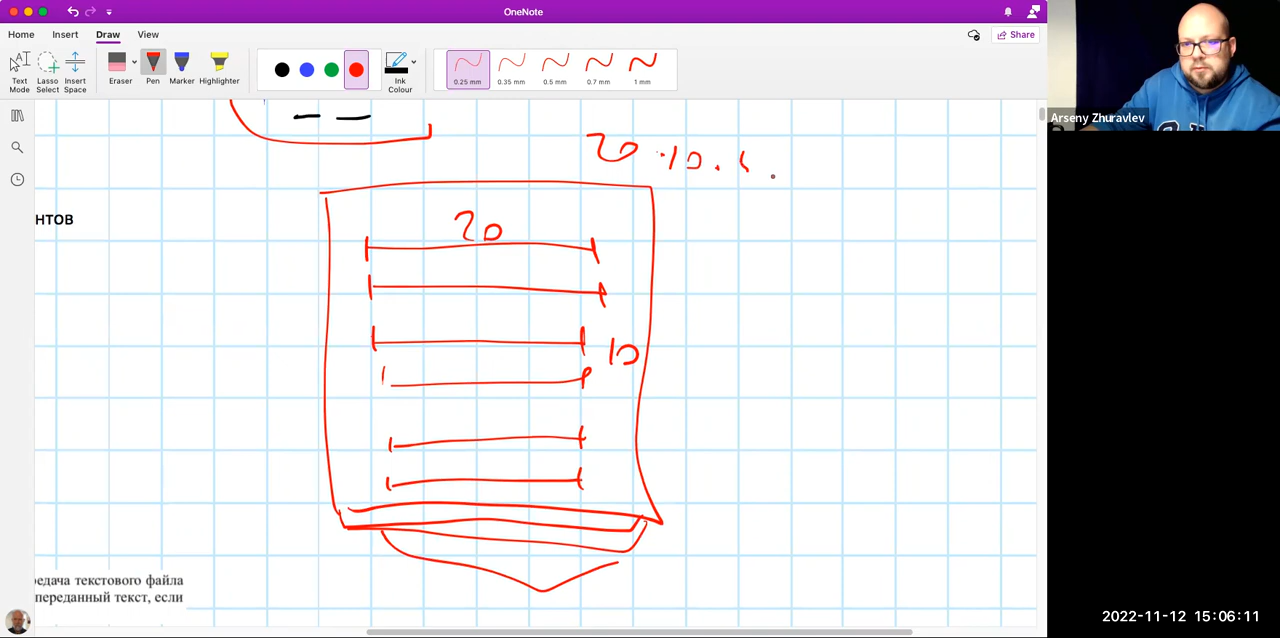 OneNote
Home Insert Draw View
Share
Text Mode
Lasso Select
Insert Space
Eraser
Pen
Marker
Highlighter
Ink Colour
0.25 mm
0.35 mm
0.5 mm
0.7 mm
1 mm
Arseny Zhuravlev
20 · 10 .
НТОВ
20
10
редача текстового файла
переданный текст, если
2022-11-12 15:06:11